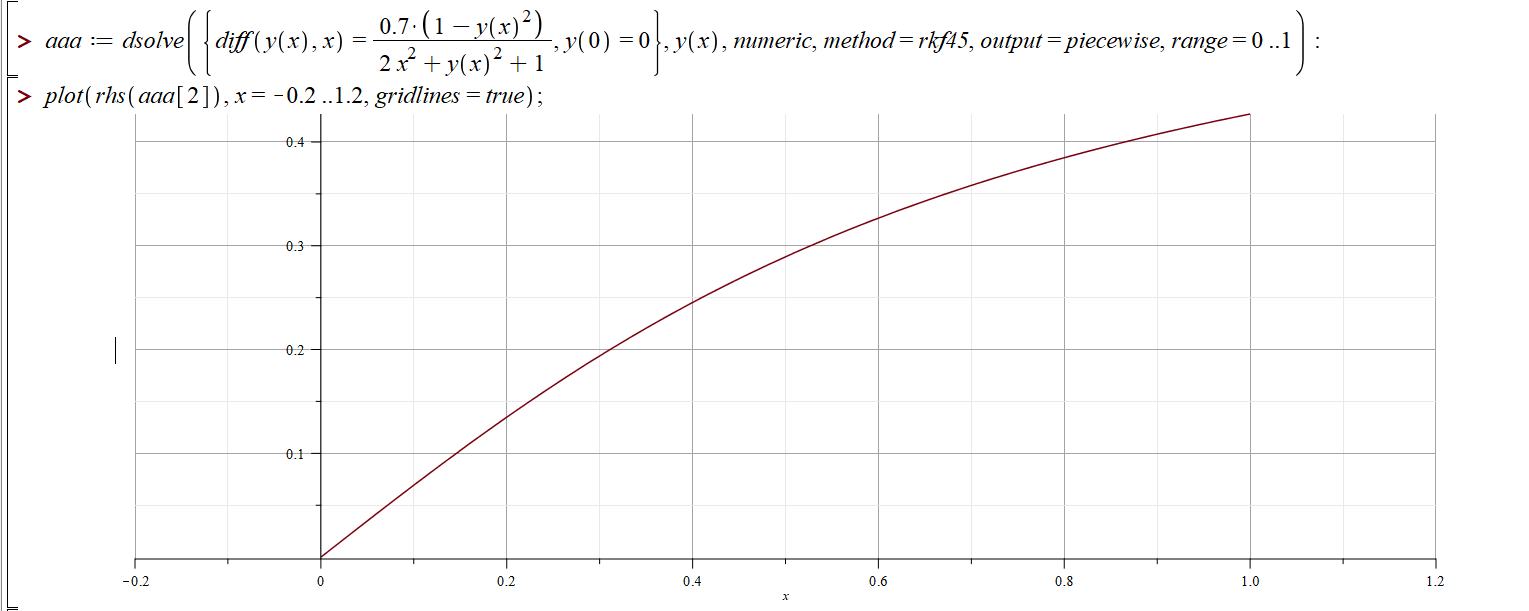 > aaa := dsolve({diff(y(x), x) = 0.7·(1 − y(x)²) / (2 x² + y(x)² + 1), y(0) = 0}, y(x), numeric, method = rkf45, output = piecewise, range = 0 ..1) :
> plot(rhs(aaa[2]), x = −0.2 ..1.2, gridlines = true);
0.4
0.3
0.2
0.1
−0.2 0 0.2 0.4 0.6 0.8 1.0 1.2
x